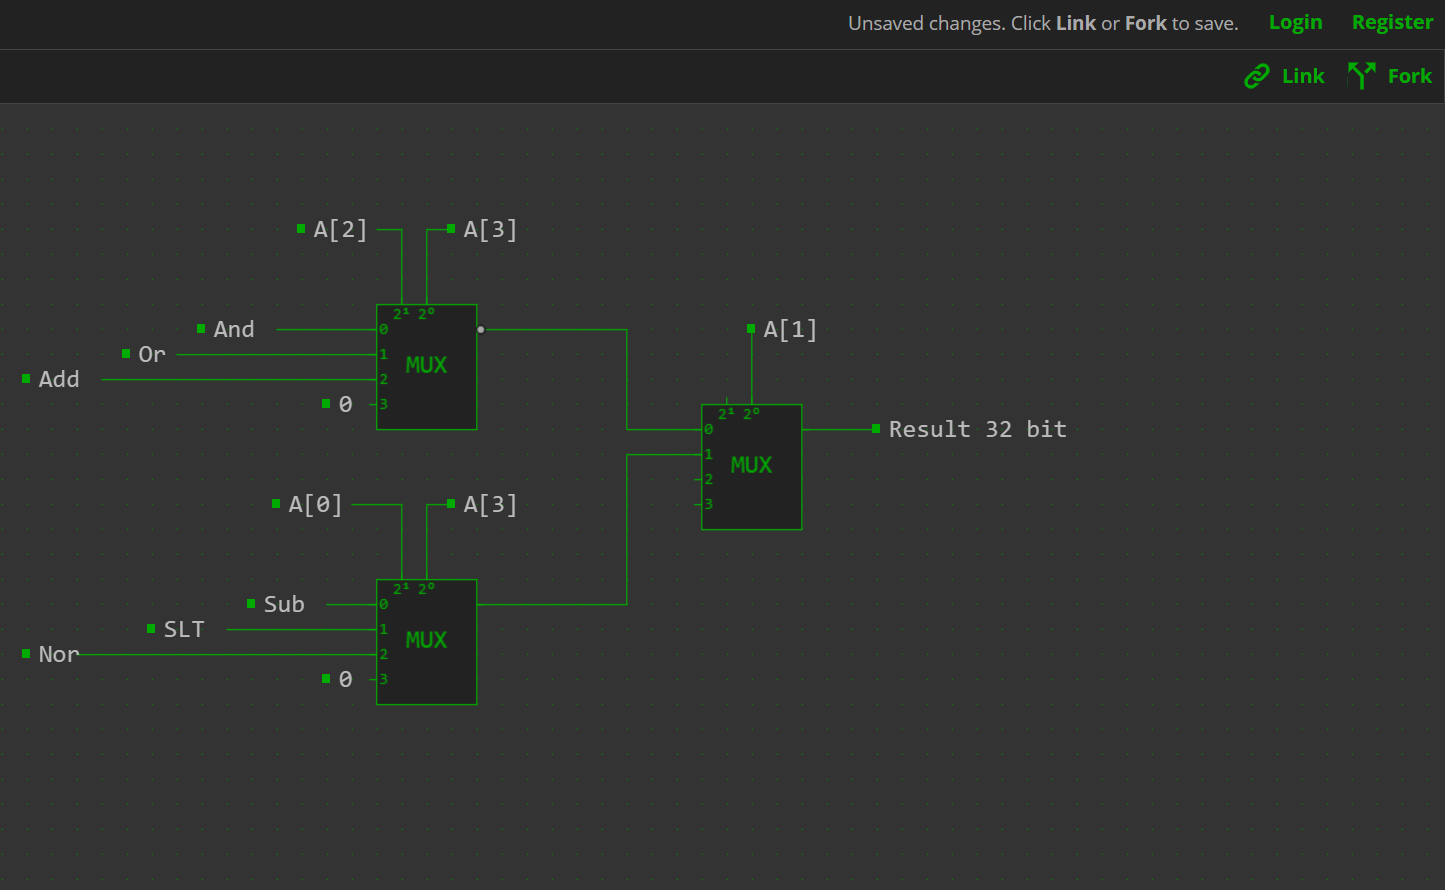 Unsaved changes. Click Link or Fork to save. Login Register
Link Fork
A[2] A[3]
2¹ 2⁰
And 0
A[1]
Or 1
MUX
Add 2
0 3
2¹ 2⁰
0
Result 32 bit
1
MUX
2
3
A[0] A[3]
2¹ 2⁰
Sub 0
SLT 1
MUX
Nor 2
0 3